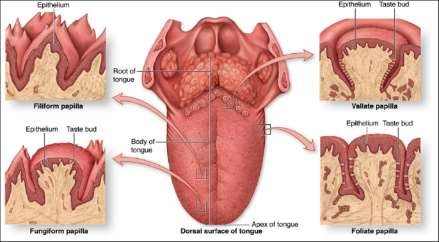 Epithelium
Filiform papilla
Epithelium Taste bud
Fungiform papilla
Root of
tongue
Body of
tongue
Apex of tongue
Dorsal surface of tongue
Epithelium Taste bud
Vallate papilla
Epithelium Taste bud
Foliate papilla